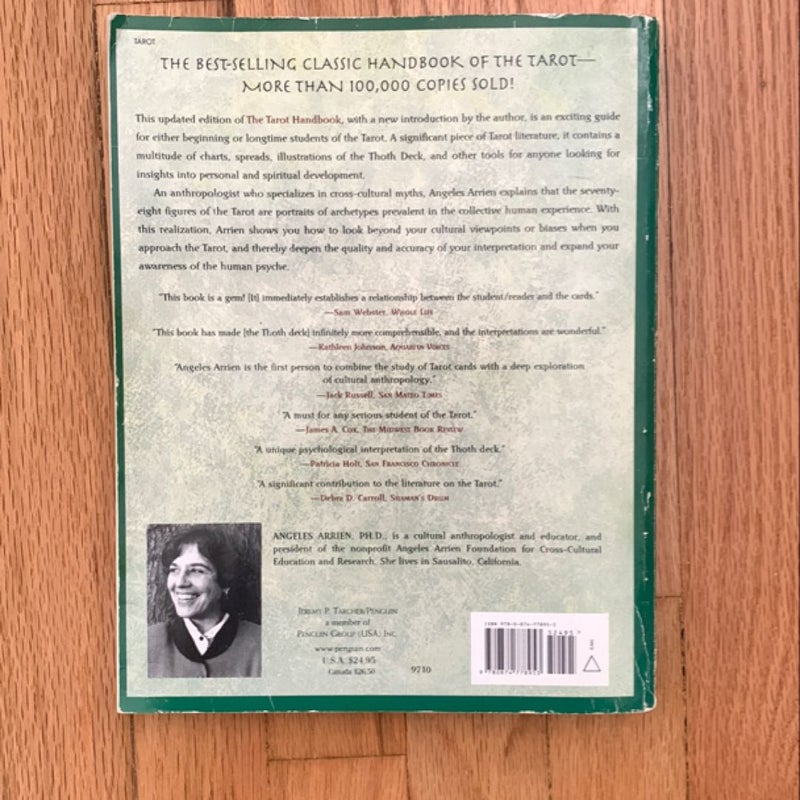 TAROT
THE BEST-SELLING CLASSIC HANDBOOK OF THE TAROT—
MORE THAN 100,000 COPIES SOLD!
This updated edition of The Tarot Handbook, with a new introduction by the author, is an exciting guide
for either beginning or longtime students of the Tarot. A significant piece of Tarot literature, it contains a
multitude of charts, spreads, illustrations of the Thoth Deck, and other tools for anyone looking for
insights into personal and spiritual development.
An anthropologist who specializes in cross-cultural myths, Angeles Arrien explains that the seventy-
eight figures of the Tarot are portraits of archetypes prevalent in the collective human experience. With
this realization, Arrien shows you how to look beyond your cultural viewpoints or biases when you
approach the Tarot, and thereby deepen the quality and accuracy of your interpretation and expand your
awareness of the human psyche.
"This book is a gem! [It] immediately establishes a relationship between the student/reader and the cards."
—Sam Webster, Whole Life
"This book has made [the Thoth deck] infinitely more comprehensible, and the interpretations are wonderful."
—Kathleen Johnson, Aquarian Voices
"Angeles Arrien is the first person to combine the study of Tarot cards with a deep exploration
of cultural anthropology."
—Jack Russell, San Mateo Times
"A must for any serious student of the Tarot."
—James A. Cox, The Midwest Book Review
"A unique psychological interpretation of the Thoth deck."
—Patricia Holt, San Francisco Chronicle
"A significant contribution to the literature on the Tarot."
—Debra D. Carroll, Shaman's Drum
ANGELES ARRIEN, PH.D., is a cultural anthropologist and educator, and
president of the nonprofit Angeles Arrien Foundation for Cross-Cultural
Education and Research. She lives in Sausalito, California.
Jeremy P. Tarcher/Penguin
a member of
Penguin Group (USA) Inc.
www.penguin.com
U.S.A. $24.95
Canada $26.50
9710
ISBN 978-0-874-77895-3
52495
9 780874 778953
EAN